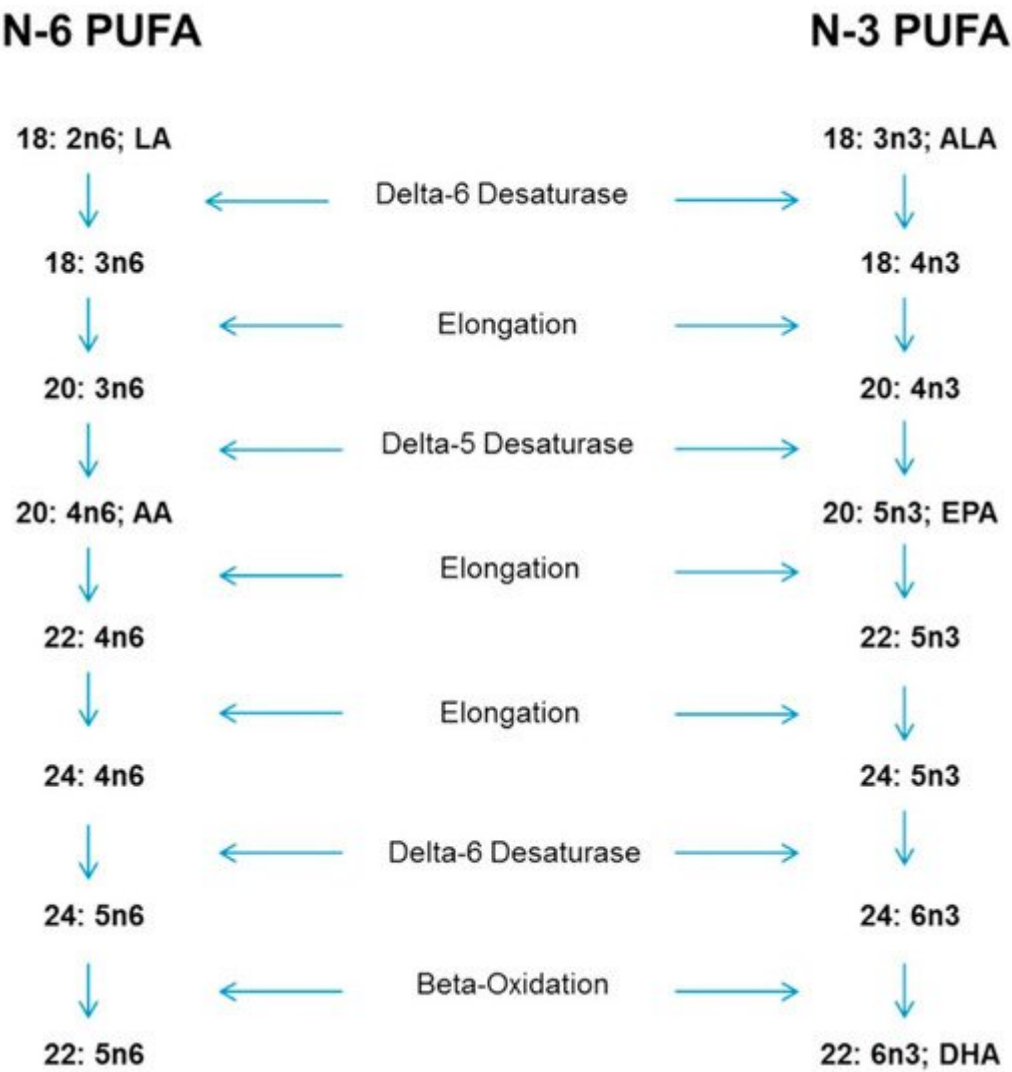 N-6 PUFA
N-3 PUFA
18: 2n6; LA
18: 3n3; ALA
Delta-6 Desaturase
18: 3n6
18: 4n3
Elongation
20: 3n6
20: 4n3
Delta-5 Desaturase
20: 4n6; AA
20: 5n3; EPA
Elongation
22: 4n6
22: 5n3
Elongation
24: 4n6
24: 5n3
Delta-6 Desaturase
24: 5n6
24: 6n3
Beta-Oxidation
22: 5n6
22: 6n3; DHA